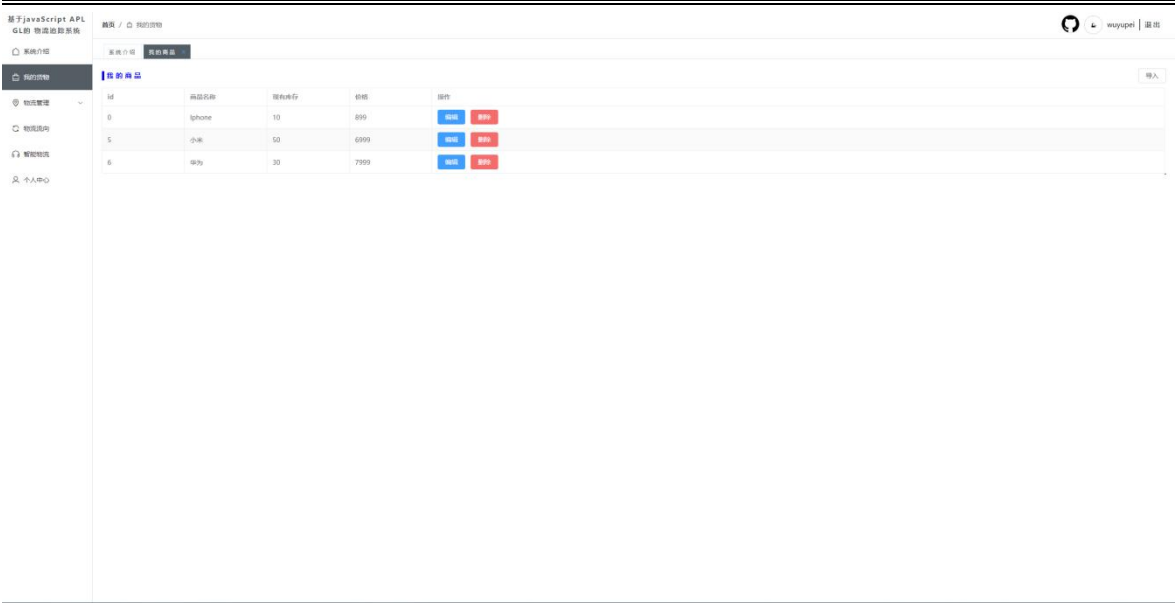 基于javaScript APL
GL的 物流追踪系统
首页 / 我的货物
wuyupei 退出
系统介绍
我的货物
物流管理
物流流向
智能物流
个人中心
系统介绍 我的商品
我的商品
导入
id 商品名称 现有库存 价格 操作
0 Iphone 10 899 编辑 删除
5 小米 50 6999 编辑 删除
6 华为 30 7999 编辑 删除